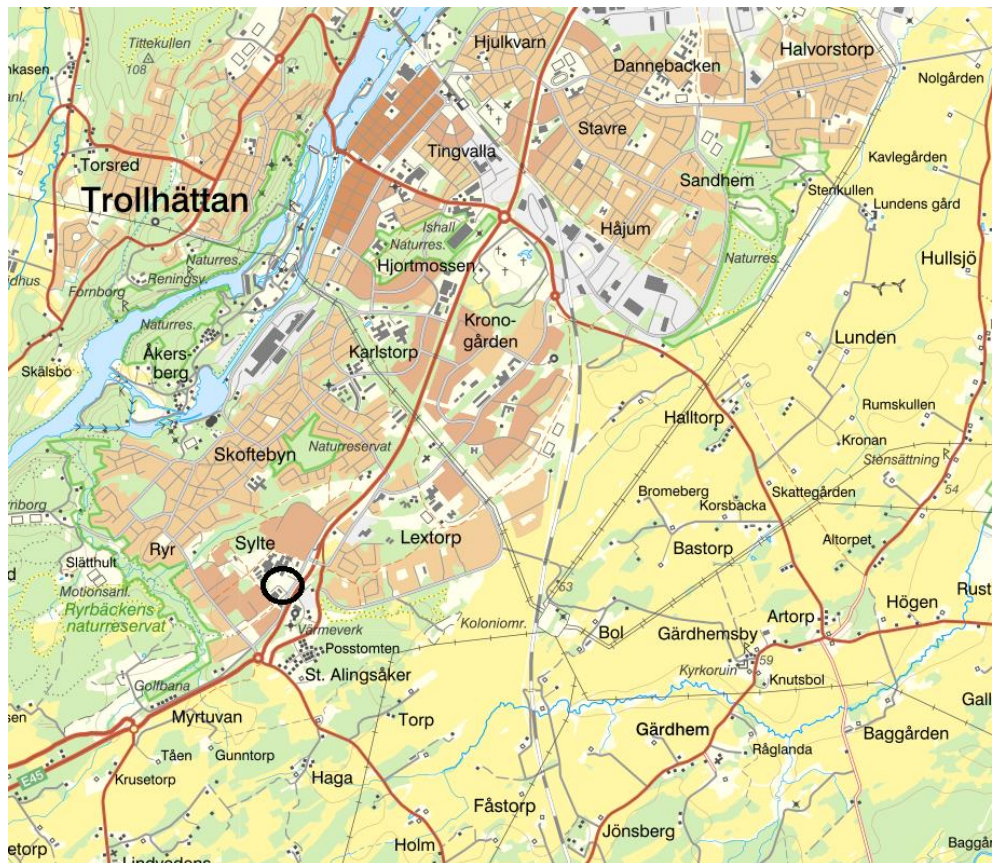 Tittekullen
108
Hjulkvarn
Halvorstorp
Dannebacken
Nolgården
Stavre
Tingvalla
Kavlegården
Torsred
Sandhem
Stenkullen
Trollhättan
Lundens gård
Ishall
Naturres.
Håjum
Hullsjö
Naturres.
Hjortmossen
Naturres.
Reningsv.
Fornborg
Krono-
gården
Naturres.
Lunden
Karlstorp
Åkers-
berg
Skälsbo
Rumskullen
Halltorp
Kronan
Naturreservat
Stensättning
Skoftebyn
Skattegården
54
Bromeberg
Korsbacka
Sylte
Lextorp
Altorpet
Ryr
Bastorp
Slätthult
Motionsanl.
53
Högen
Ryrbäckens
naturreservat
Artorp
Koloniomr.
Bol
Värmeverk
Gärdhemsby
Posstomten
Kyrkoruin
59
St. Alingsåker
Knutsbol
Golfbana
Myrtuvan
Torp
Gärdhem
Baggården
Tåen
Gunntorp
Råglanda
E45
Krusetorp
Haga
Fåstorp
Jönsberg
Holm